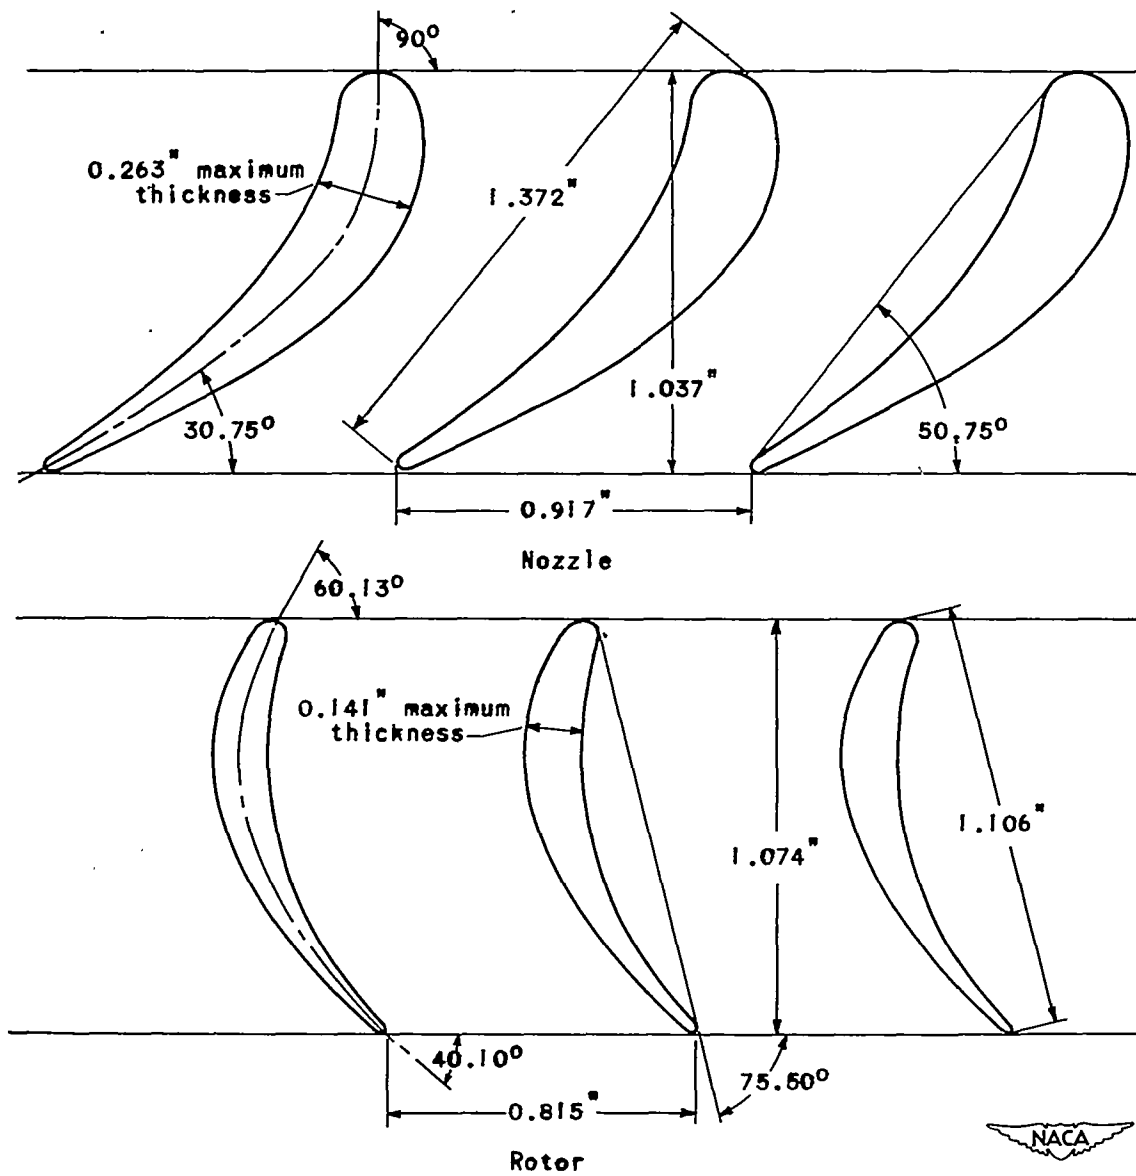 90°
0.263" maximum
thickness
1.372"
1.037"
30.75°
50.75°
0.917"
Nozzle
60.13°
0.141" maximum
thickness
1.106"
1.074"
40.10°
75.50°
0.815"
NACA
Rotor